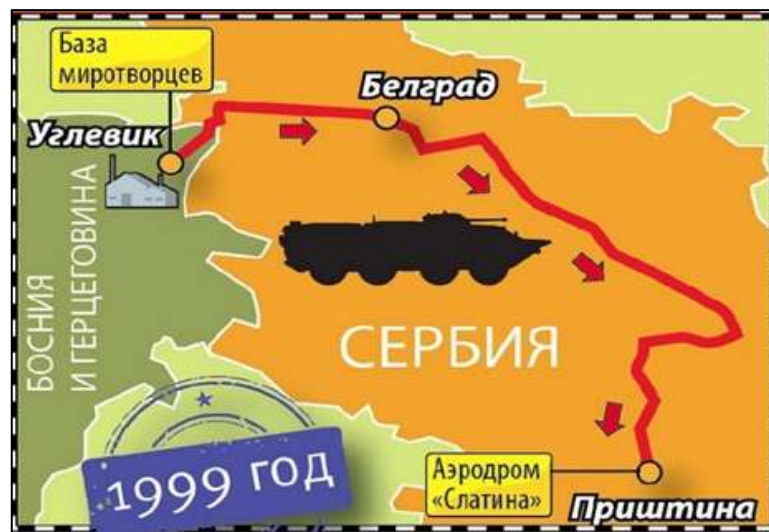 База
миротворцев
Белград
Углевик
БОСНИЯ
И ГЕРЦЕГОВИНА
СЕРБИЯ
1999 ГОД
Аэродром
«Слатина»
Приштина